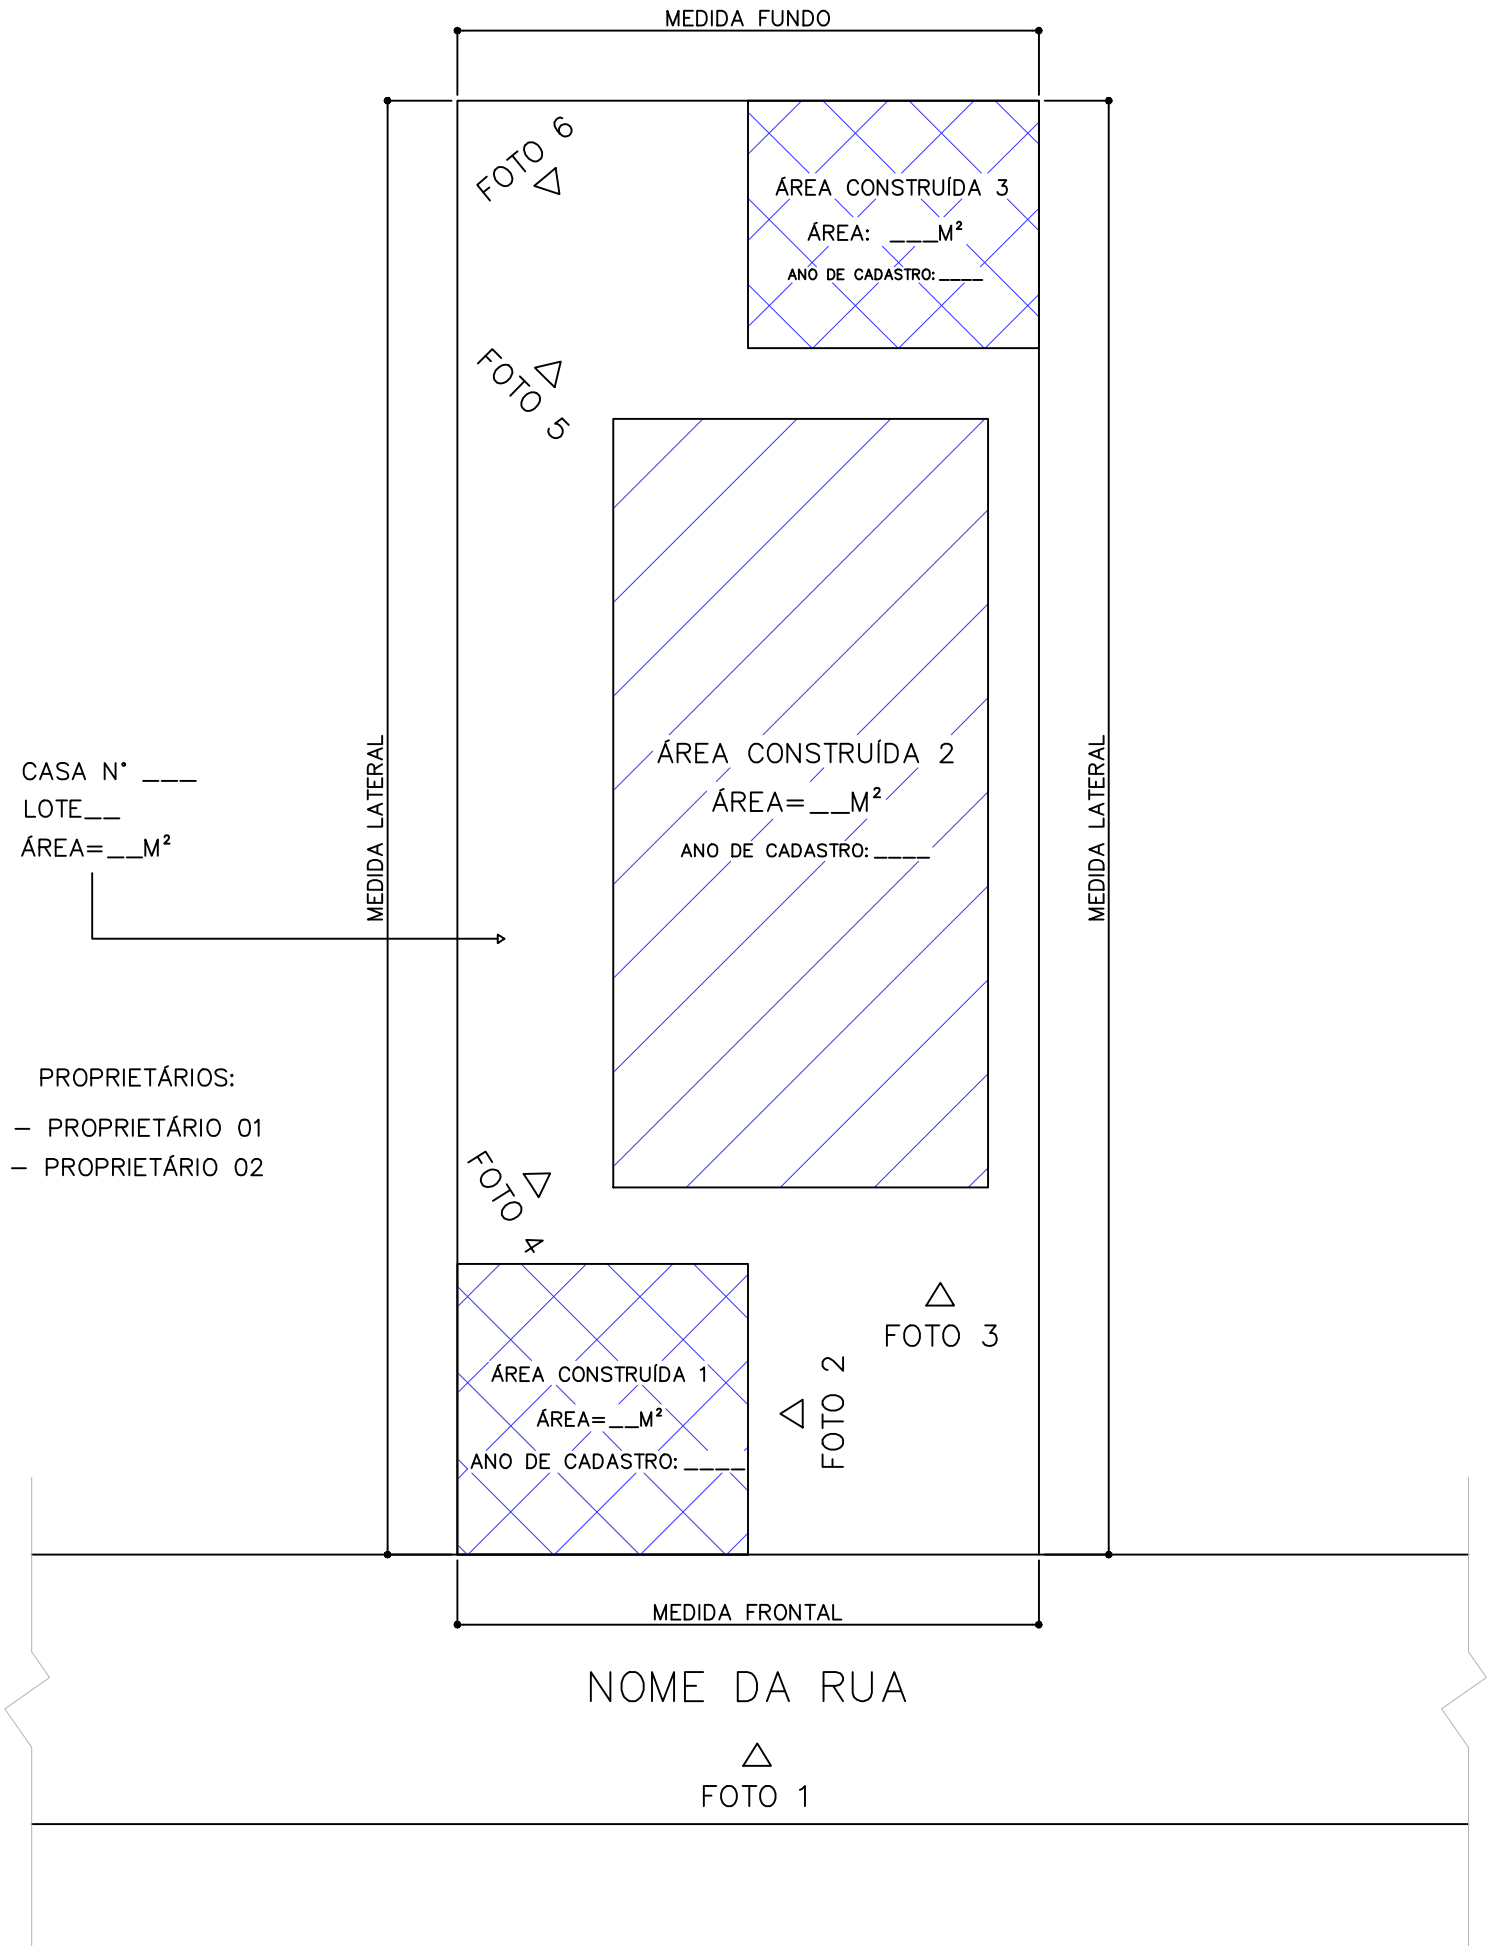 MEDIDA FUNDO
FOTO 6
ÁREA CONSTRUÍDA 3
ÁREA: ___M²
ANO DE CADASTRO:____
FOTO 5
MEDIDA LATERAL
MEDIDA LATERAL
ÁREA CONSTRUÍDA 2
ÁREA=__M²
ANO DE CADASTRO:____
CASA N° ___
LOTE__
ÁREA=__M²
PROPRIETÁRIOS:
– PROPRIETÁRIO 01
– PROPRIETÁRIO 02
FOTO 4
FOTO 3
FOTO 2
ÁREA CONSTRUÍDA 1
ÁREA=__M²
ANO DE CADASTRO:____
MEDIDA FRONTAL
NOME DA RUA
FOTO 1